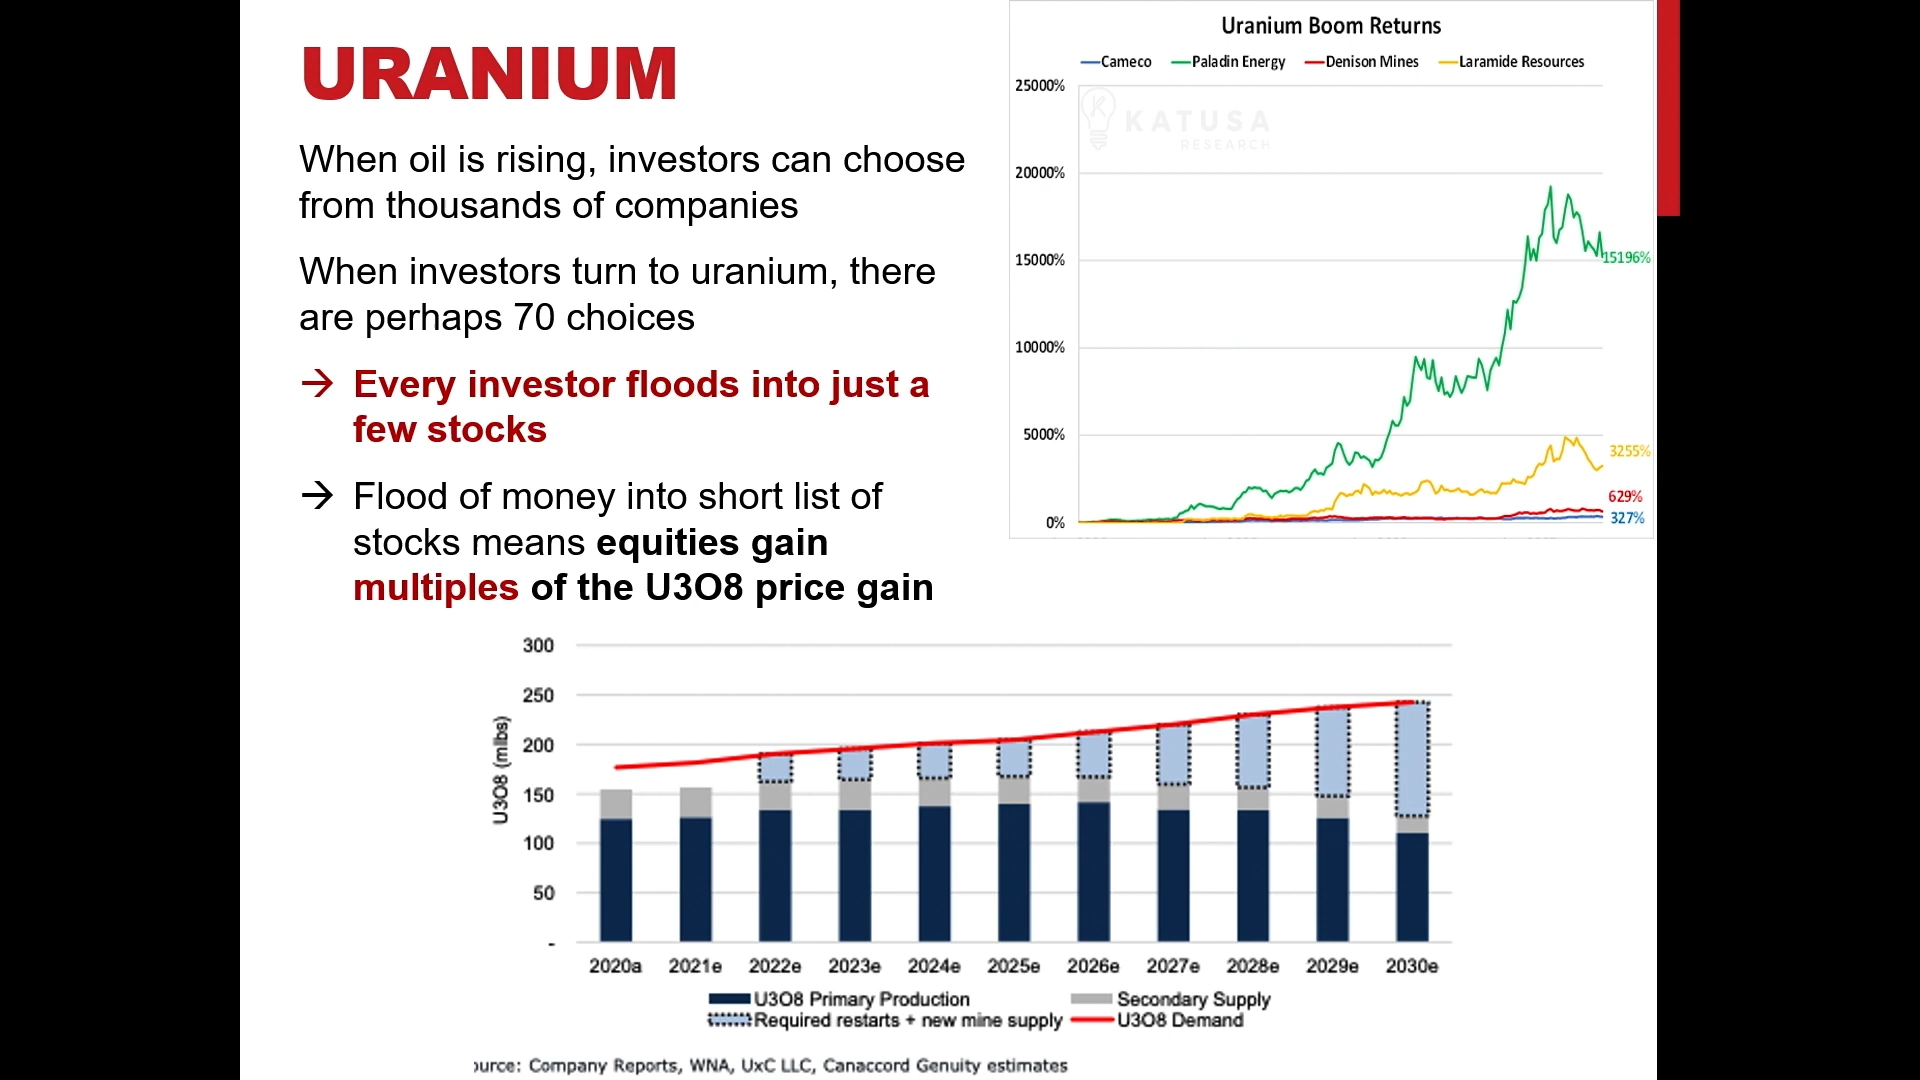 URANIUM
When oil is rising, investors can choose
from thousands of companies
When investors turn to uranium, there
are perhaps 70 choices
→ Every investor floods into just a
few stocks
→ Flood of money into short list of
stocks means equities gain
multiples of the U3O8 price gain
Uranium Boom Returns
Cameco Paladin Energy Denison Mines Laramide Resources
25000%
KATUSA
RESEARCH
20000%
15000%
15196%
10000%
5000%
3255%
629%
0%
327%
300
250
200
150
100
50
-
U3O8 (mlbs)
2020a 2021e 2022e 2023e 2024e 2025e 2026e 2027e 2028e 2029e 2030e
U3O8 Primary Production Secondary Supply
Required restarts + new mine supply U3O8 Demand
ource: Company Reports, WNA, UxC LLC, Canaccord Genuity estimates